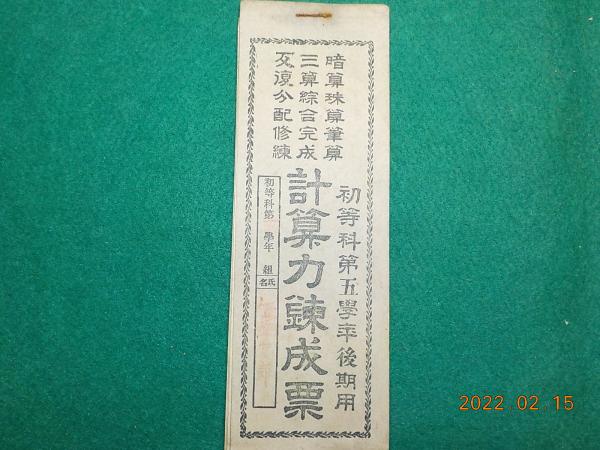 暗算珠算筆算
三算綜合完成
反復分配修練
初等科第五學年後期用
計算力錬成票
初等科第 學年 組
氏名
2022.02.15